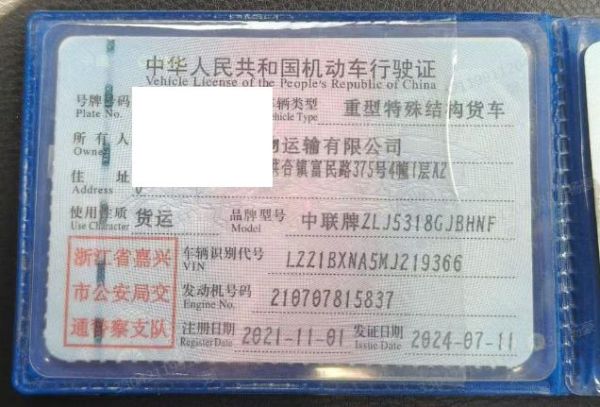 中华人民共和国机动车行驶证
Vehicle License of the People's Republic of China
号牌号码 车辆类型 重型特殊结构货车
Plate No. Vehicle Type
所有人 物运输有限公司
Owner
住址 合镇富民路375号4幢1层A2
Address
使用性质 货运 品牌型号 中联牌ZLJ5318GJBHNF
Use Character Model
浙江省嘉兴
市公安局交
通警察支队
车辆识别代号 LZZ1BXNA5MJ219366
VIN
发动机号码 210707815837
Engine No.
注册日期 2021-11-01 发证日期 2024-07-11
Register Date Issue Date